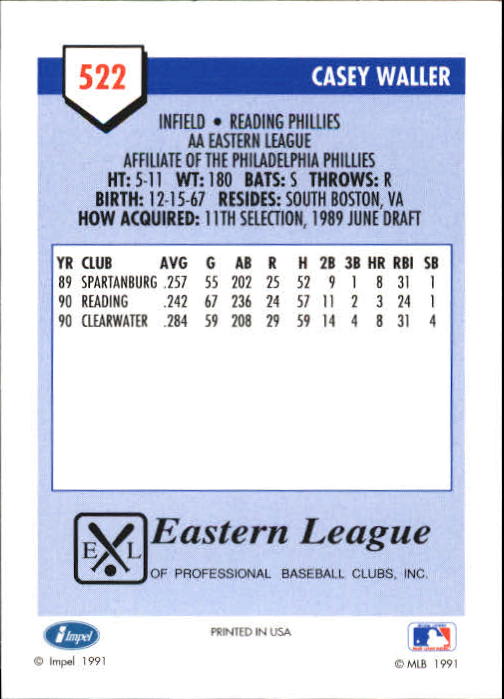 522
CASEY WALLER
INFIELD • READING PHILLIES
AA EASTERN LEAGUE
AFFILIATE OF THE PHILADELPHIA PHILLIES
HT: 5-11 WT: 180 BATS: S THROWS: R
BIRTH: 12-15-67 RESIDES: SOUTH BOSTON, VA
HOW ACQUIRED: 11TH SELECTION, 1989 JUNE DRAFT
YR CLUB AVG G AB R H 2B 3B HR RBI SB
89 SPARTANBURG .257 55 202 25 52 9 1 8 31 1
90 READING .242 67 236 24 57 11 2 3 24 1
90 CLEARWATER .284 59 208 29 59 14 4 8 31 4
E L
Eastern League
OF PROFESSIONAL BASEBALL CLUBS, INC.
Impel
PRINTED IN USA
© Impel 1991
© MLB 1991